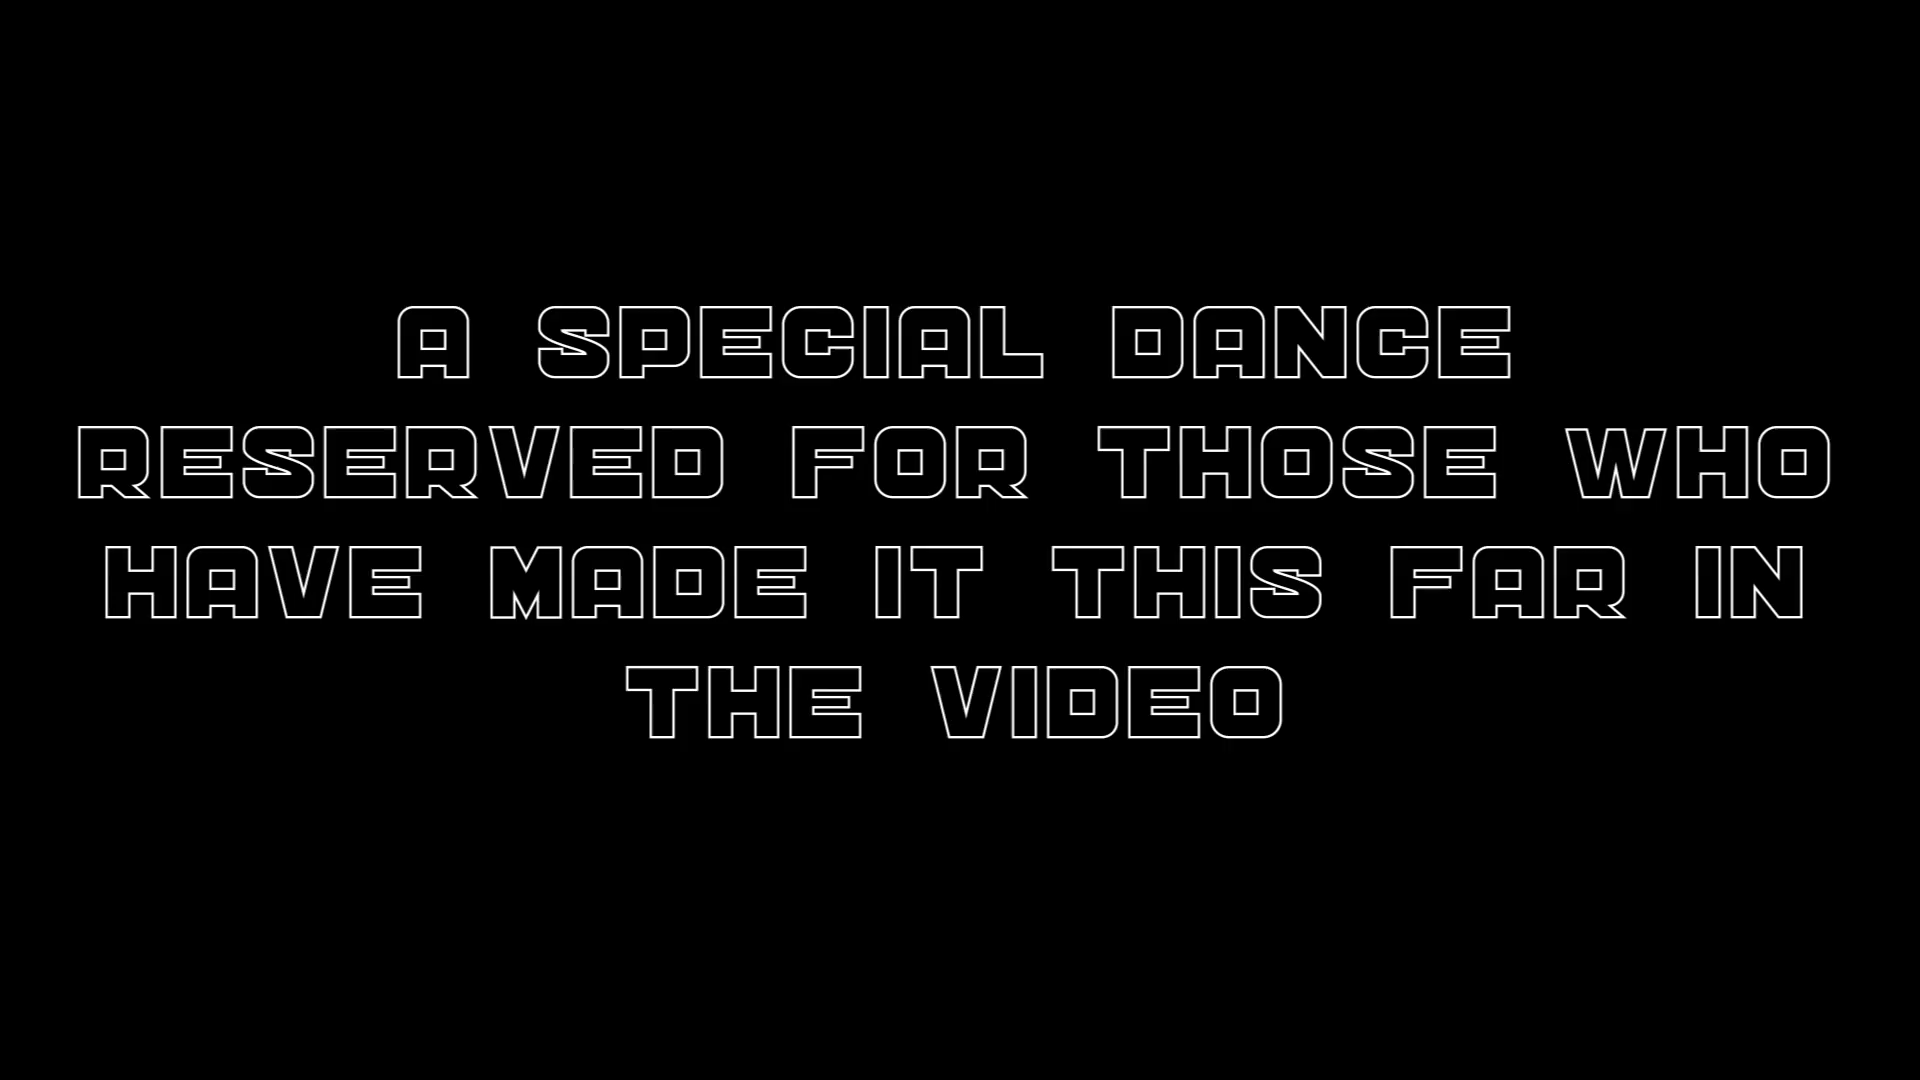 A SPECIAL DANCE
RESERVED FOR THOSE WHO
HAVE MADE IT THIS FAR IN
THE VIDEO